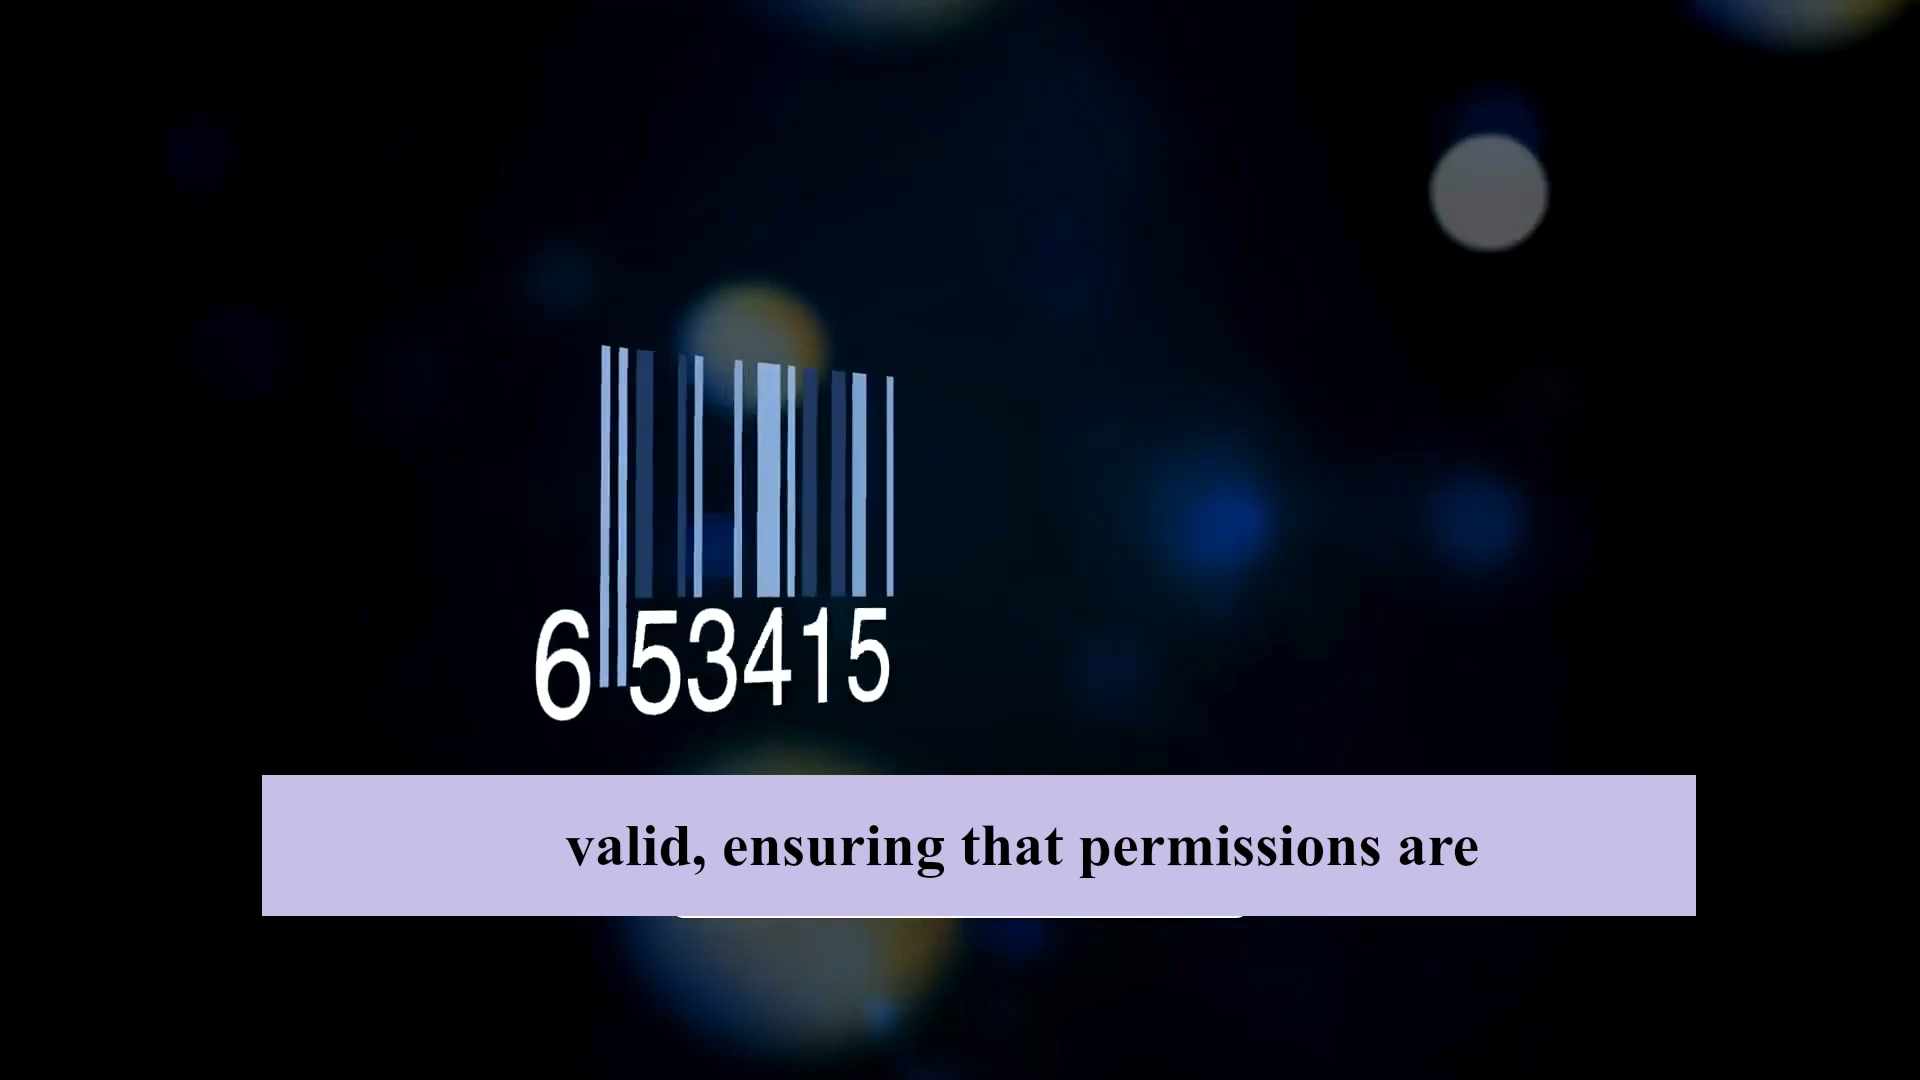 6 53415
valid, ensuring that permissions are